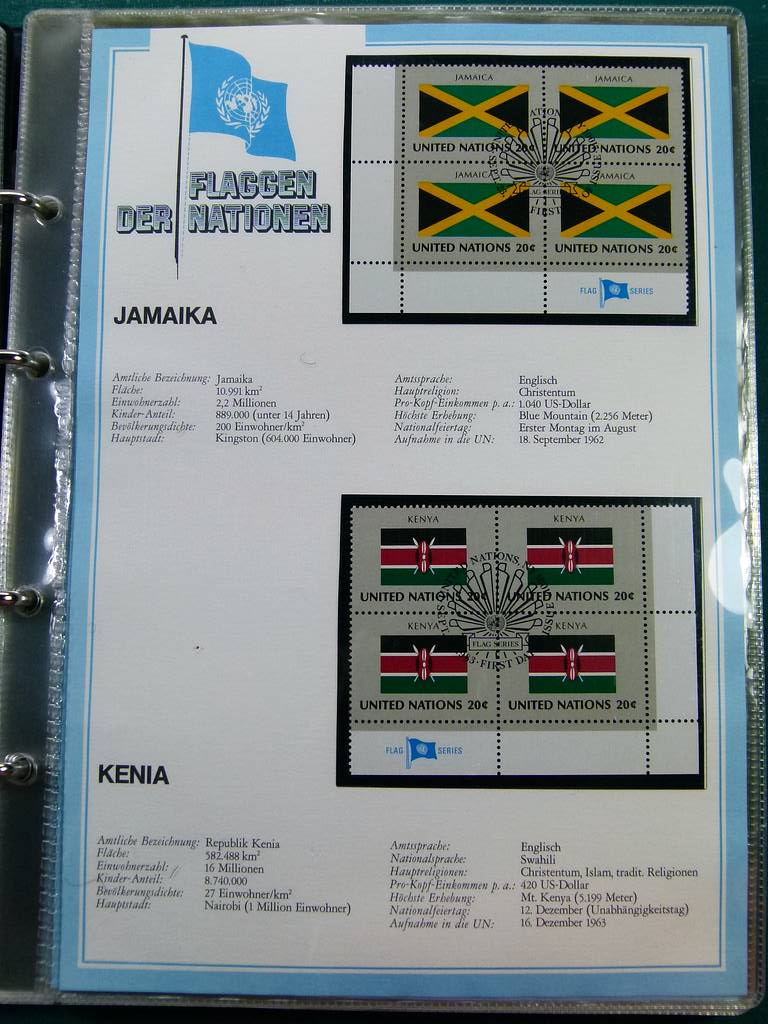 FLAGGEN
DER NATIONEN
JAMAICA
JAMAICA
UNITED NATIONS 20¢
UNITED NATIONS 20¢
JAMAICA
JAMAICA
UNITED NATIONS 20¢
UNITED NATIONS 20¢
FLAG SERIES
FLAG SERIES
JAMAIKA
Amtliche Bezeichnung: Jamaika
Fläche: 10.991 km²
Einwohnerzahl: 2,2 Millionen
Kinder-Anteil: 889.000 (unter 14 Jahren)
Bevölkerungsdichte: 200 Einwohner/km²
Hauptstadt: Kingston (604.000 Einwohner)
Amtssprache: Englisch
Hauptreligion: Christentum
Pro-Kopf-Einkommen p. a.: 1.040 US-Dollar
Höchste Erhebung: Blue Mountain (2.256 Meter)
Nationalfeiertag: Erster Montag im August
Aufnahme in die UN: 18. September 1962
KENYA
KENYA
UNITED NATIONS 20¢
UNITED NATIONS 20¢
KENYA
KENYA
UNITED NATIONS 20¢
UNITED NATIONS 20¢
FLAG SERIES
FLAG SERIES
KENIA
Amtliche Bezeichnung: Republik Kenia
Fläche: 582.488 km²
Einwohnerzahl: 16 Millionen
Kinder-Anteil: 8.740.000
Bevölkerungsdichte: 27 Einwohner/km²
Hauptstadt: Nairobi (1 Million Einwohner)
Amtssprache: Englisch
Nationalsprache: Swahili
Hauptreligionen: Christentum, Islam, tradit. Religionen
Pro-Kopf-Einkommen p. a.: 420 US-Dollar
Höchste Erhebung: Mt. Kenya (5.199 Meter)
Nationalfeiertag: 12. Dezember (Unabhängigkeitstag)
Aufnahme in die UN: 16. Dezember 1963